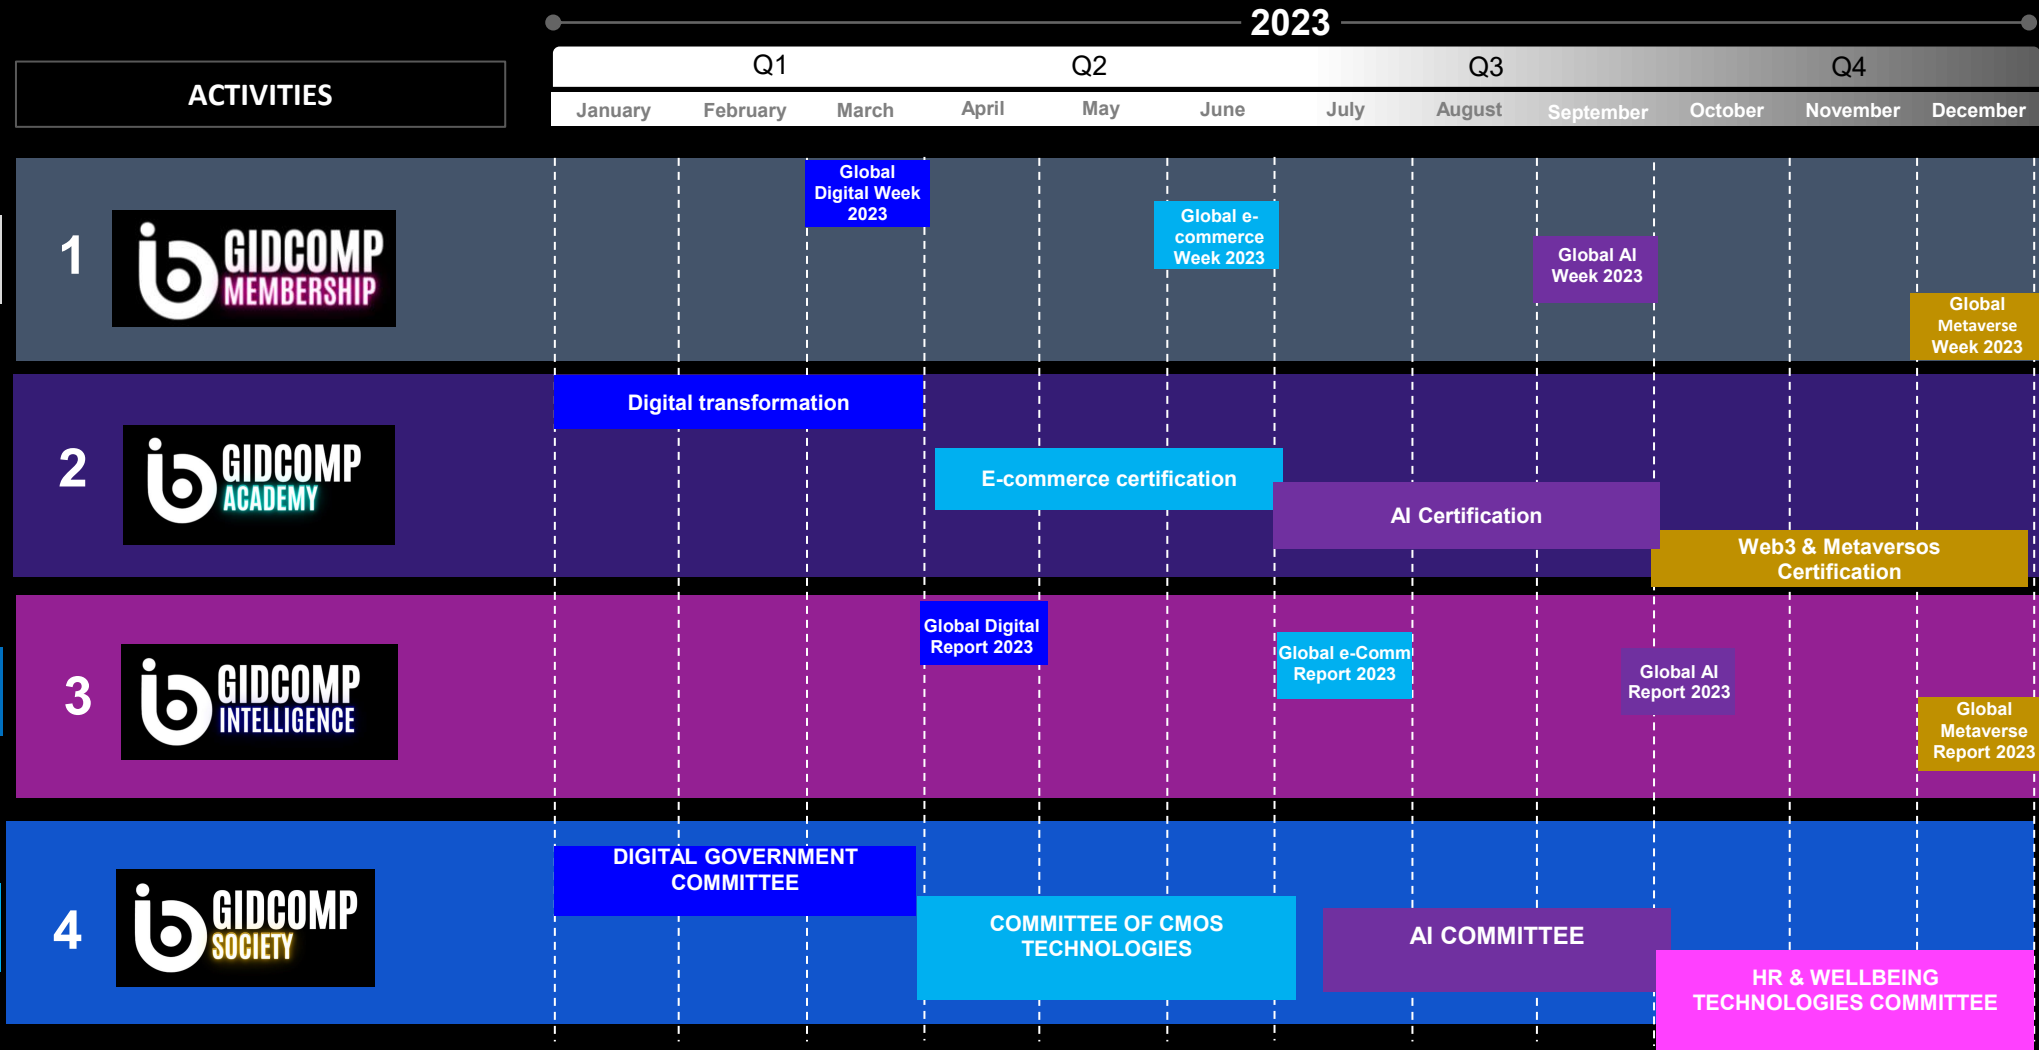 2023
Q1 Q2 Q3 Q4
ACTIVITIES
January February March April May June July August September October November December
1
GIDCOMP
MEMBERSHIP
Global
Digital Week
2023
Global e-
commerce
Week 2023
Global AI
Week 2023
Global
Metaverse
Week 2023
2
GIDCOMP
ACADEMY
Digital transformation
E-commerce certification
AI Certification
Web3 & Metaversos
Certification
3
GIDCOMP
INTELLIGENCE
Global Digital
Report 2023
Global e-Comm
Report 2023
Global AI
Report 2023
Global
Metaverse
Report 2023
4
GIDCOMP
SOCIETY
DIGITAL GOVERNMENT
COMMITTEE
COMMITTEE OF CMOS
TECHNOLOGIES
AI COMMITTEE
HR & WELLBEING
TECHNOLOGIES COMMITTEE